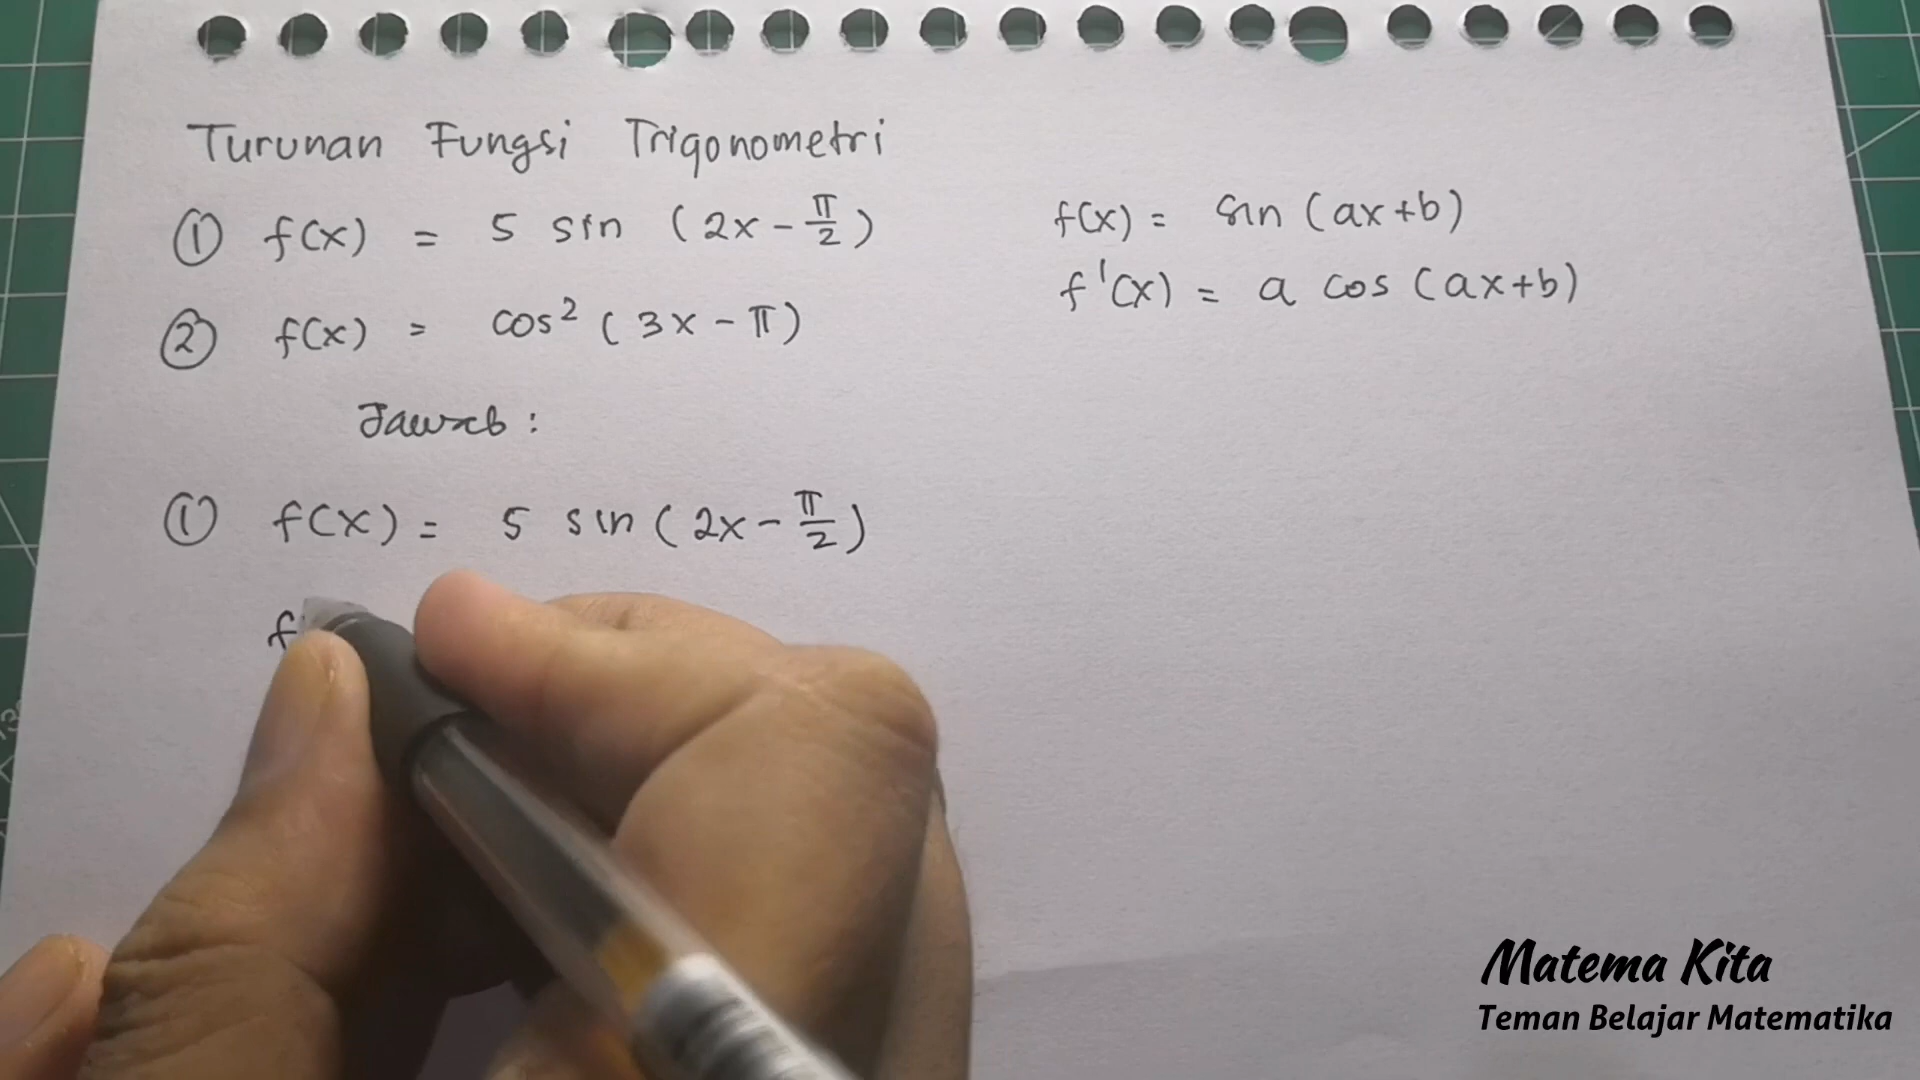 Turunan Fungsi Trigonometri
① f(x) = 5 sin (2x - π/2)
② f(x) = cos² (3x - π)
f(x) = sin (ax+b)
f'(x) = a cos (ax+b)
Jawab :
① f(x) = 5 sin (2x - π/2)
f
Matema Kita
Teman Belajar Matematika